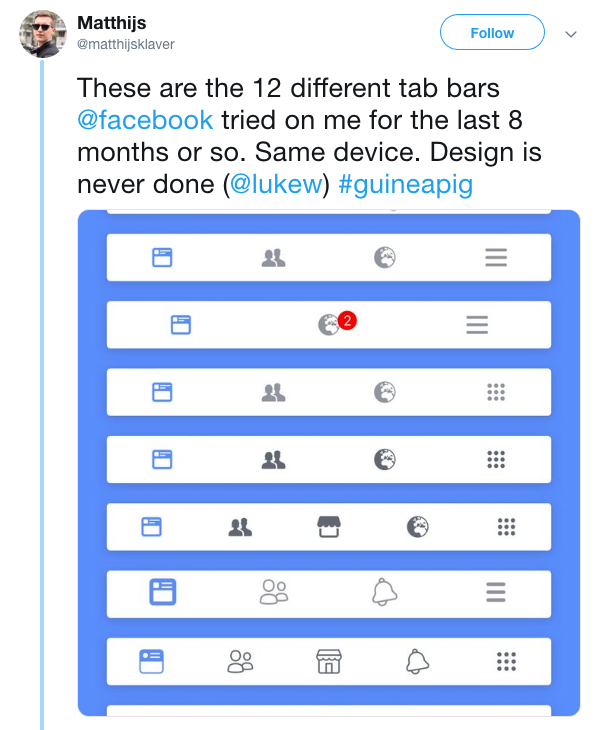 Matthijs
@matthijsklaver
Follow
These are the 12 different tab bars
@facebook tried on me for the last 8
months or so. Same device. Design is
never done (@lukew) #guineapig
2